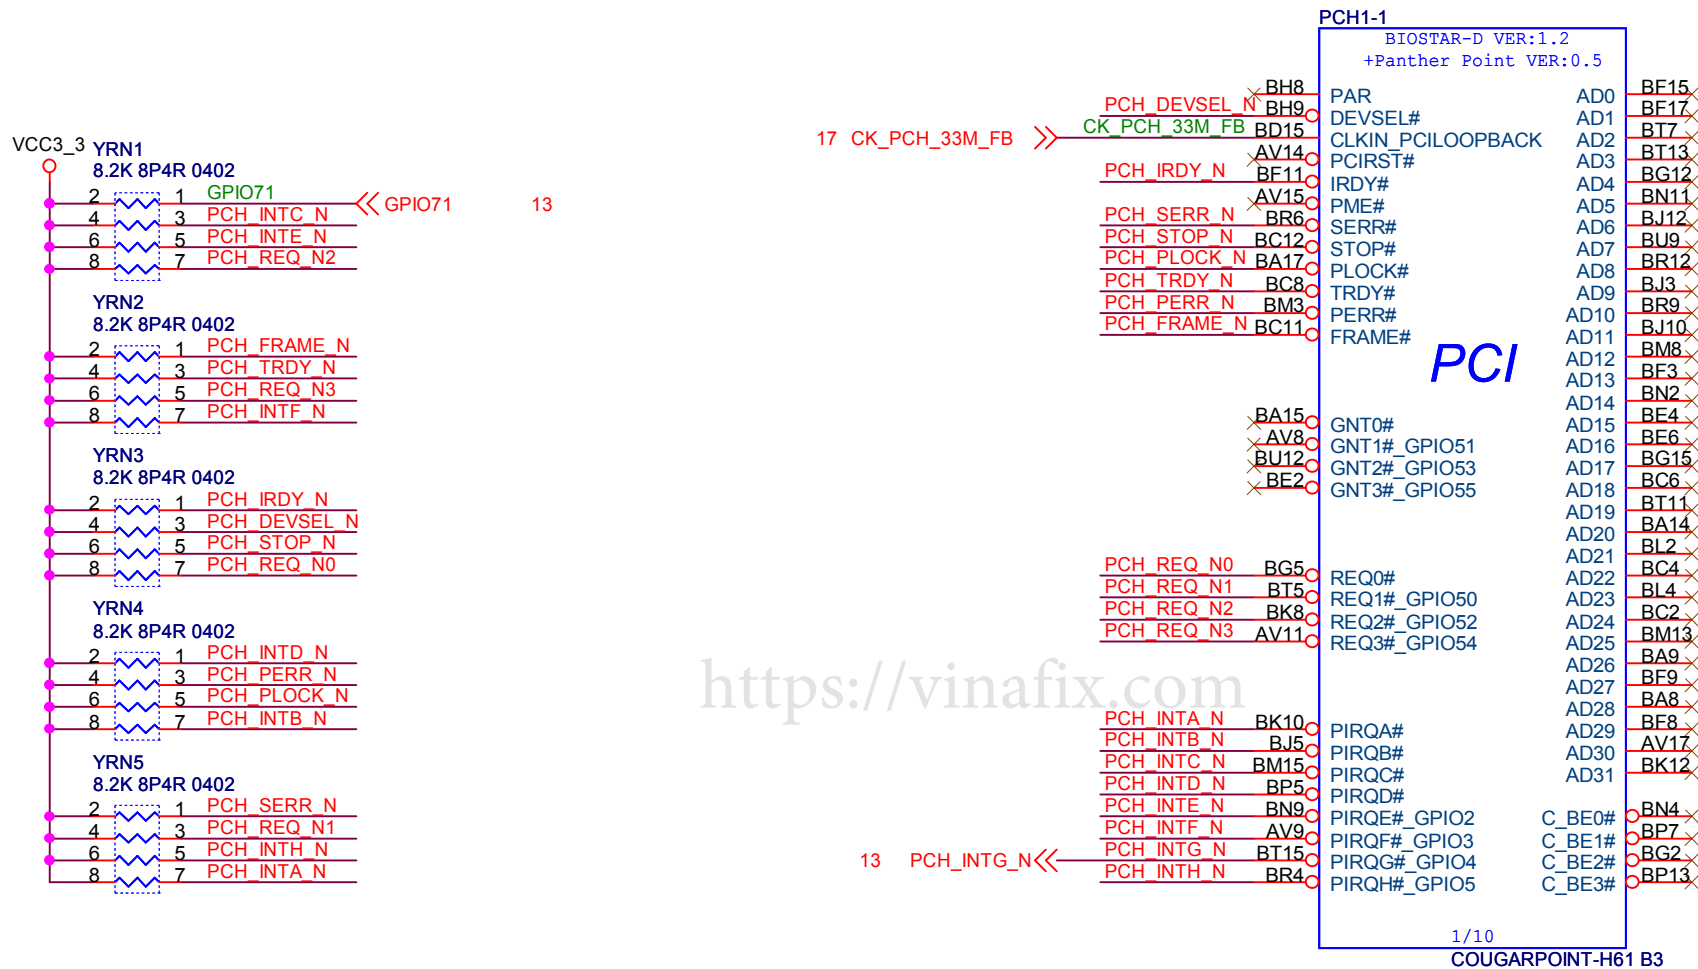 VCC3_3
YRN1
8.2K 8P4R 0402
2 1 GPIO71 GPIO71 13
4 3 PCH_INTC_N
6 5 PCH_INTE_N
8 7 PCH_REQ_N2
YRN2
8.2K 8P4R 0402
2 1 PCH_FRAME_N
4 3 PCH_TRDY_N
6 5 PCH_REQ_N3
8 7 PCH_INTF_N
YRN3
8.2K 8P4R 0402
2 1 PCH_IRDY_N
4 3 PCH_DEVSEL_N
6 5 PCH_STOP_N
8 7 PCH_REQ_N0
YRN4
8.2K 8P4R 0402
2 1 PCH_INTD_N
4 3 PCH_PERR_N
6 5 PCH_PLOCK_N
8 7 PCH_INTB_N
YRN5
8.2K 8P4R 0402
2 1 PCH_SERR_N
4 3 PCH_REQ_N1
6 5 PCH_INTH_N
8 7 PCH_INTA_N
PCH1-1
BIOSTAR-D VER:1.2
+Panther Point VER:0.5
BH8 PAR
PCH_DEVSEL_N BH9 DEVSEL#
17 CK_PCH_33M_FB CK_PCH_33M_FB BD15 CLKIN_PCILOOPBACK
AV14 PCIRST#
PCH_IRDY_N BF11 IRDY#
AV15 PME#
PCH_SERR_N BR6 SERR#
PCH_STOP_N BC12 STOP#
PCH_PLOCK_N BA17 PLOCK#
PCH_TRDY_N BC8 TRDY#
PCH_PERR_N BM3 PERR#
PCH_FRAME_N BC11 FRAME#
PCI
BA15 GNT0#
AV8 GNT1#_GPIO51
BU12 GNT2#_GPIO53
BE2 GNT3#_GPIO55
PCH_REQ_N0 BG5 REQ0#
PCH_REQ_N1 BT5 REQ1#_GPIO50
PCH_REQ_N2 BK8 REQ2#_GPIO52
PCH_REQ_N3 AV11 REQ3#_GPIO54
https://vinafix.com
PCH_INTA_N BK10 PIRQA#
PCH_INTB_N BJ5 PIRQB#
PCH_INTC_N BM15 PIRQC#
PCH_INTD_N BP5 PIRQD#
PCH_INTE_N BN9 PIRQE#_GPIO2
PCH_INTF_N AV9 PIRQF#_GPIO3
13 PCH_INTG_N PCH_INTG_N BT15 PIRQG#_GPIO4
PCH_INTH_N BR4 PIRQH#_GPIO5
AD0 BF15
AD1 BF17
AD2 BT7
AD3 BT13
AD4 BG12
AD5 BN11
AD6 BJ12
AD7 BU9
AD8 BR12
AD9 BJ3
AD10 BR9
AD11 BJ10
AD12 BM8
AD13 BF3
AD14 BN2
AD15 BE4
AD16 BE6
AD17 BG15
AD18 BC6
AD19 BT11
AD20 BA14
AD21 BL2
AD22 BC4
AD23 BL4
AD24 BC2
AD25 BM13
AD26 BA9
AD27 BF9
AD28 BA8
AD29 BF8
AD30 AV17
AD31 BK12
C_BE0# BN4
C_BE1# BP7
C_BE2# BG2
C_BE3# BP13
1/10
COUGARPOINT-H61 B3